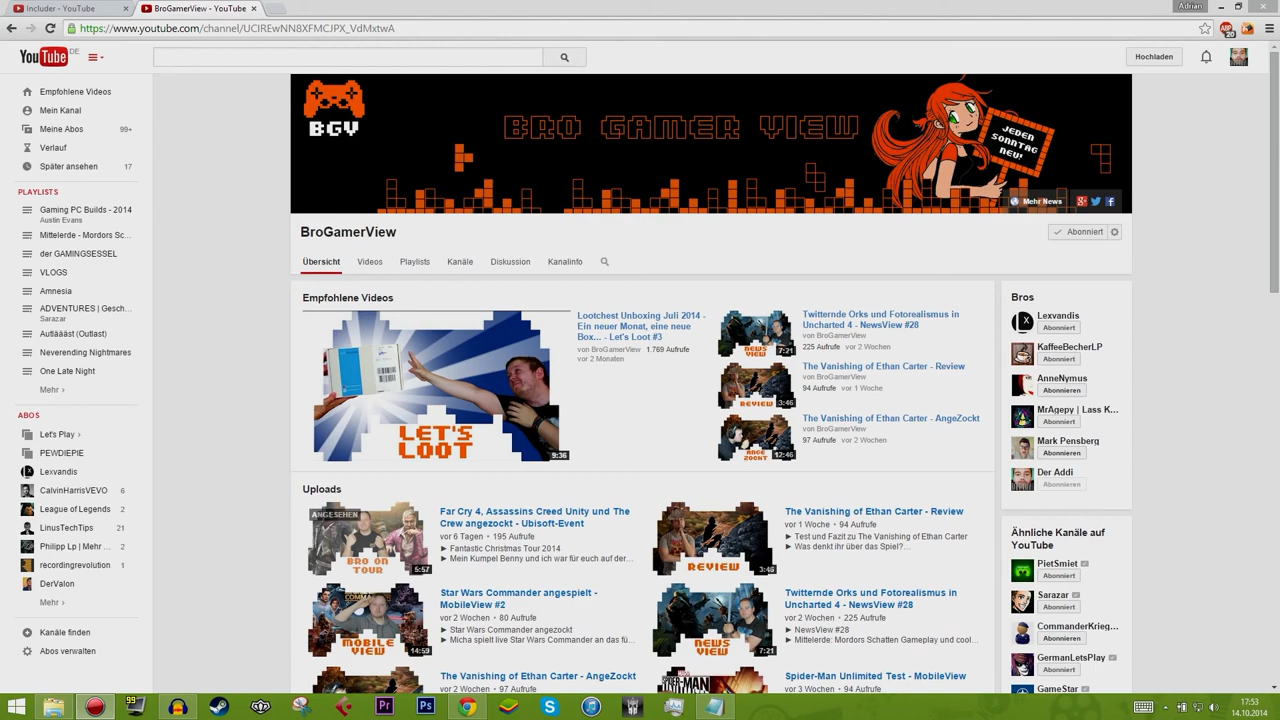 Includer - YouTube
BroGamerView - YouTube
Adrian
https://www.youtube.com/channel/UCIREwNN8XFMCJPX_VdMxtwA
ABP
20
YouTube DE
Hochladen
Empfohlene Videos
Mein Kanal
Meine Abos 99+
Verlauf
Später ansehen 17
PLAYLISTS
Gaming PC Builds - 2014
Austin Evans
Mittelerde - Mordors Sc...
der GAMINGSESSEL
VLOGS
Amnesia
ADVENTURES | Gesch...
Sarazar
Autläääst (Outlast)
Neverending Nightmares
One Late Night
Mehr ›
ABOS
Let's Play ›
PEWDIEPIE
Lexvandis
CalvinHarrisVEVO 6
League of Legends 2
LinusTechTips 21
Philipp Lp | Mehr ... 2
recordingrevolution 1
DerValon
Mehr ›
Kanäle finden
Abos verwalten
BGV
BRO GAMER VIEW
JEDEN
SONNTAG
NEU!
Mehr News
BroGamerView
Abonniert
Übersicht Videos Playlists Kanäle Diskussion Kanalinfo
Empfohlene Videos
LET'S
LOOT
9:36
Lootchest Unboxing Juli 2014 -
Ein neuer Monat, eine neue
Box... - Let's Loot #3
von BroGamerView 1.769 Aufrufe
vor 2 Monaten
NEWS
VIEW
7:21
Twitternde Orks und Fotorealismus in
Uncharted 4 - NewsView #28
von BroGamerView
225 Aufrufe vor 2 Wochen
REVIEW
3:46
The Vanishing of Ethan Carter - Review
von BroGamerView
94 Aufrufe vor 1 Woche
ANGE
ZOCKT
12:46
The Vanishing of Ethan Carter - AngeZockt
von BroGamerView
97 Aufrufe vor 2 Wochen
Uploads
ANGESEHEN
BRO ON
TOUR
5:57
Far Cry 4, Assassins Creed Unity und The
Crew angezockt - Ubisoft-Event
vor 6 Tagen • 195 Aufrufe
► Fantastic Christmas Tour 2014
► Mein Kumpel Benny und ich war für euch auf der...
REVIEW
3:46
The Vanishing of Ethan Carter - Review
vor 1 Woche • 94 Aufrufe
► Test und Fazit zu The Vanishing of Ethan Carter
► Was denkt ihr über das Spiel?...
MOBILE
VIEW
14:59
Star Wars Commander angespielt -
MobileView #2
vor 2 Wochen • 80 Aufrufe
► Star Wars Commander angezockt
► Micha spielt live Star Wars Commander an das fü...
NEWS
VIEW
7:21
Twitternde Orks und Fotorealismus in
Uncharted 4 - NewsView #28
vor 2 Wochen • 225 Aufrufe
► NewsView #28
► Mittelerde: Mordors Schatten Gameplay und cool...
The Vanishing of Ethan Carter - AngeZockt
vor 2 Wochen • 97 Aufrufe
SPIDER-MAN
Spider-Man Unlimited Test - MobileView
vor 3 Wochen • 94 Aufrufe
Bros
Lexvandis
Abonniert
KaffeeBecherLP
Abonniert
AnneNymus
Abonnieren
MrAgepy | Lass K...
Abonniert
Mark Pensberg
Abonnieren
Der Addi
Abonnieren
Ähnliche Kanäle auf
YouTube
PietSmiet
Abonniert
Sarazar
Abonniert
CommanderKrieg...
Abonnieren
GermanLetsPlay
Abonniert
GameStar
Pr
Ps
17:53
14.10.2014